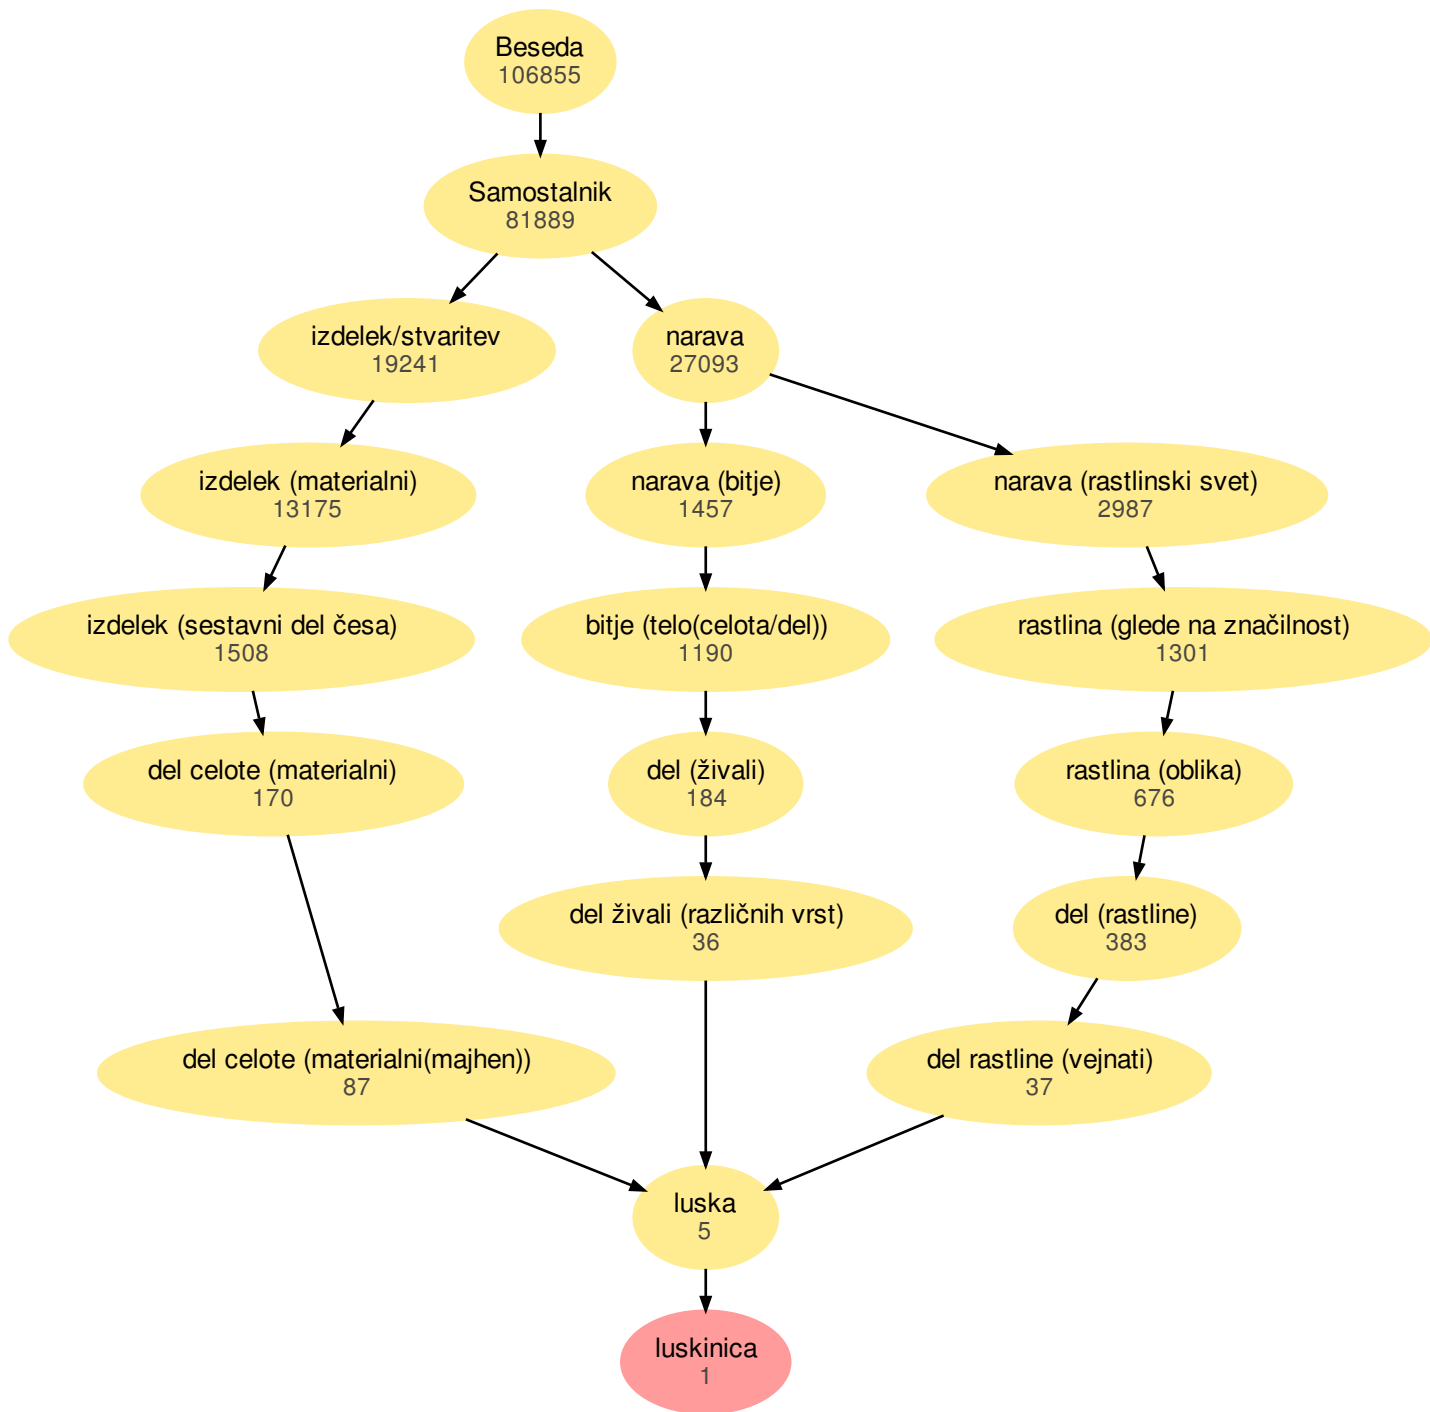 Beseda
106855
Samostalnik
81889
izdelek/stvaritev
19241
narava
27093
izdelek (materialni)
13175
narava (bitje)
1457
narava (rastlinski svet)
2987
izdelek (sestavni del česa)
1508
bitje (telo(celota/del))
1190
rastlina (glede na značilnost)
1301
del celote (materialni)
170
del (živali)
184
rastlina (oblika)
676
del živali (različnih vrst)
36
del (rastline)
383
del celote (materialni(majhen))
87
del rastline (vejnati)
37
luska
5
luskinica
1